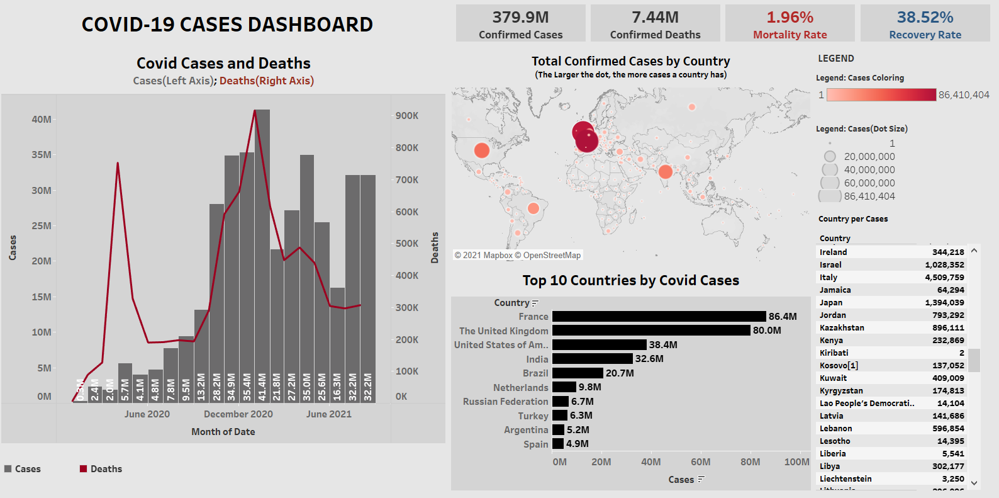 COVID-19 CASES DASHBOARD
379.9M
Confirmed Cases
7.44M
Confirmed Deaths
1.96%
Mortality Rate
38.52%
Recovery Rate
Covid Cases and Deaths
Cases(Left Axis); Deaths(Right Axis)
40M
35M
30M
25M
20M
15M
10M
5M
0M
Cases
900K
800K
700K
600K
500K
400K
300K
200K
100K
0K
Deaths
0.3M
2.4M
2.0M
5.7M
4.1M
4.8M
7.8M
9.5M
13.2M
28.2M
34.9M
35.4M
41.4M
21.8M
27.2M
35.0M
25.6M
16.3M
32.2M
32.2M
June 2020
December 2020
June 2021
Month of Date
Cases
Deaths
Total Confirmed Cases by Country
(The Larger the dot, the more cases a country has)
© 2021 Mapbox © OpenStreetMap
Top 10 Countries by Covid Cases
Country
France 86.4M
The United Kingdom 80.0M
United States of Am.. 38.4M
India 32.6M
Brazil 20.7M
Netherlands 9.8M
Russian Federation 6.7M
Turkey 6.3M
Argentina 5.2M
Spain 4.9M
0M 20M 40M 60M 80M 100M
Cases
LEGEND
Legend: Cases Coloring
1 86,410,404
Legend: Cases(Dot Size)
1
20,000,000
40,000,000
60,000,000
86,410,404
Country per Cases
Country
Ireland 344,218
Israel 1,028,352
Italy 4,509,759
Jamaica 64,294
Japan 1,394,039
Jordan 793,292
Kazakhstan 896,111
Kenya 232,869
Kiribati 2
Kosovo[1] 137,052
Kuwait 409,009
Kyrgyzstan 174,813
Lao People's Democrati.. 14,104
Latvia 141,686
Lebanon 596,854
Lesotho 14,395
Liberia 5,541
Libya 302,177
Liechtenstein 3,250